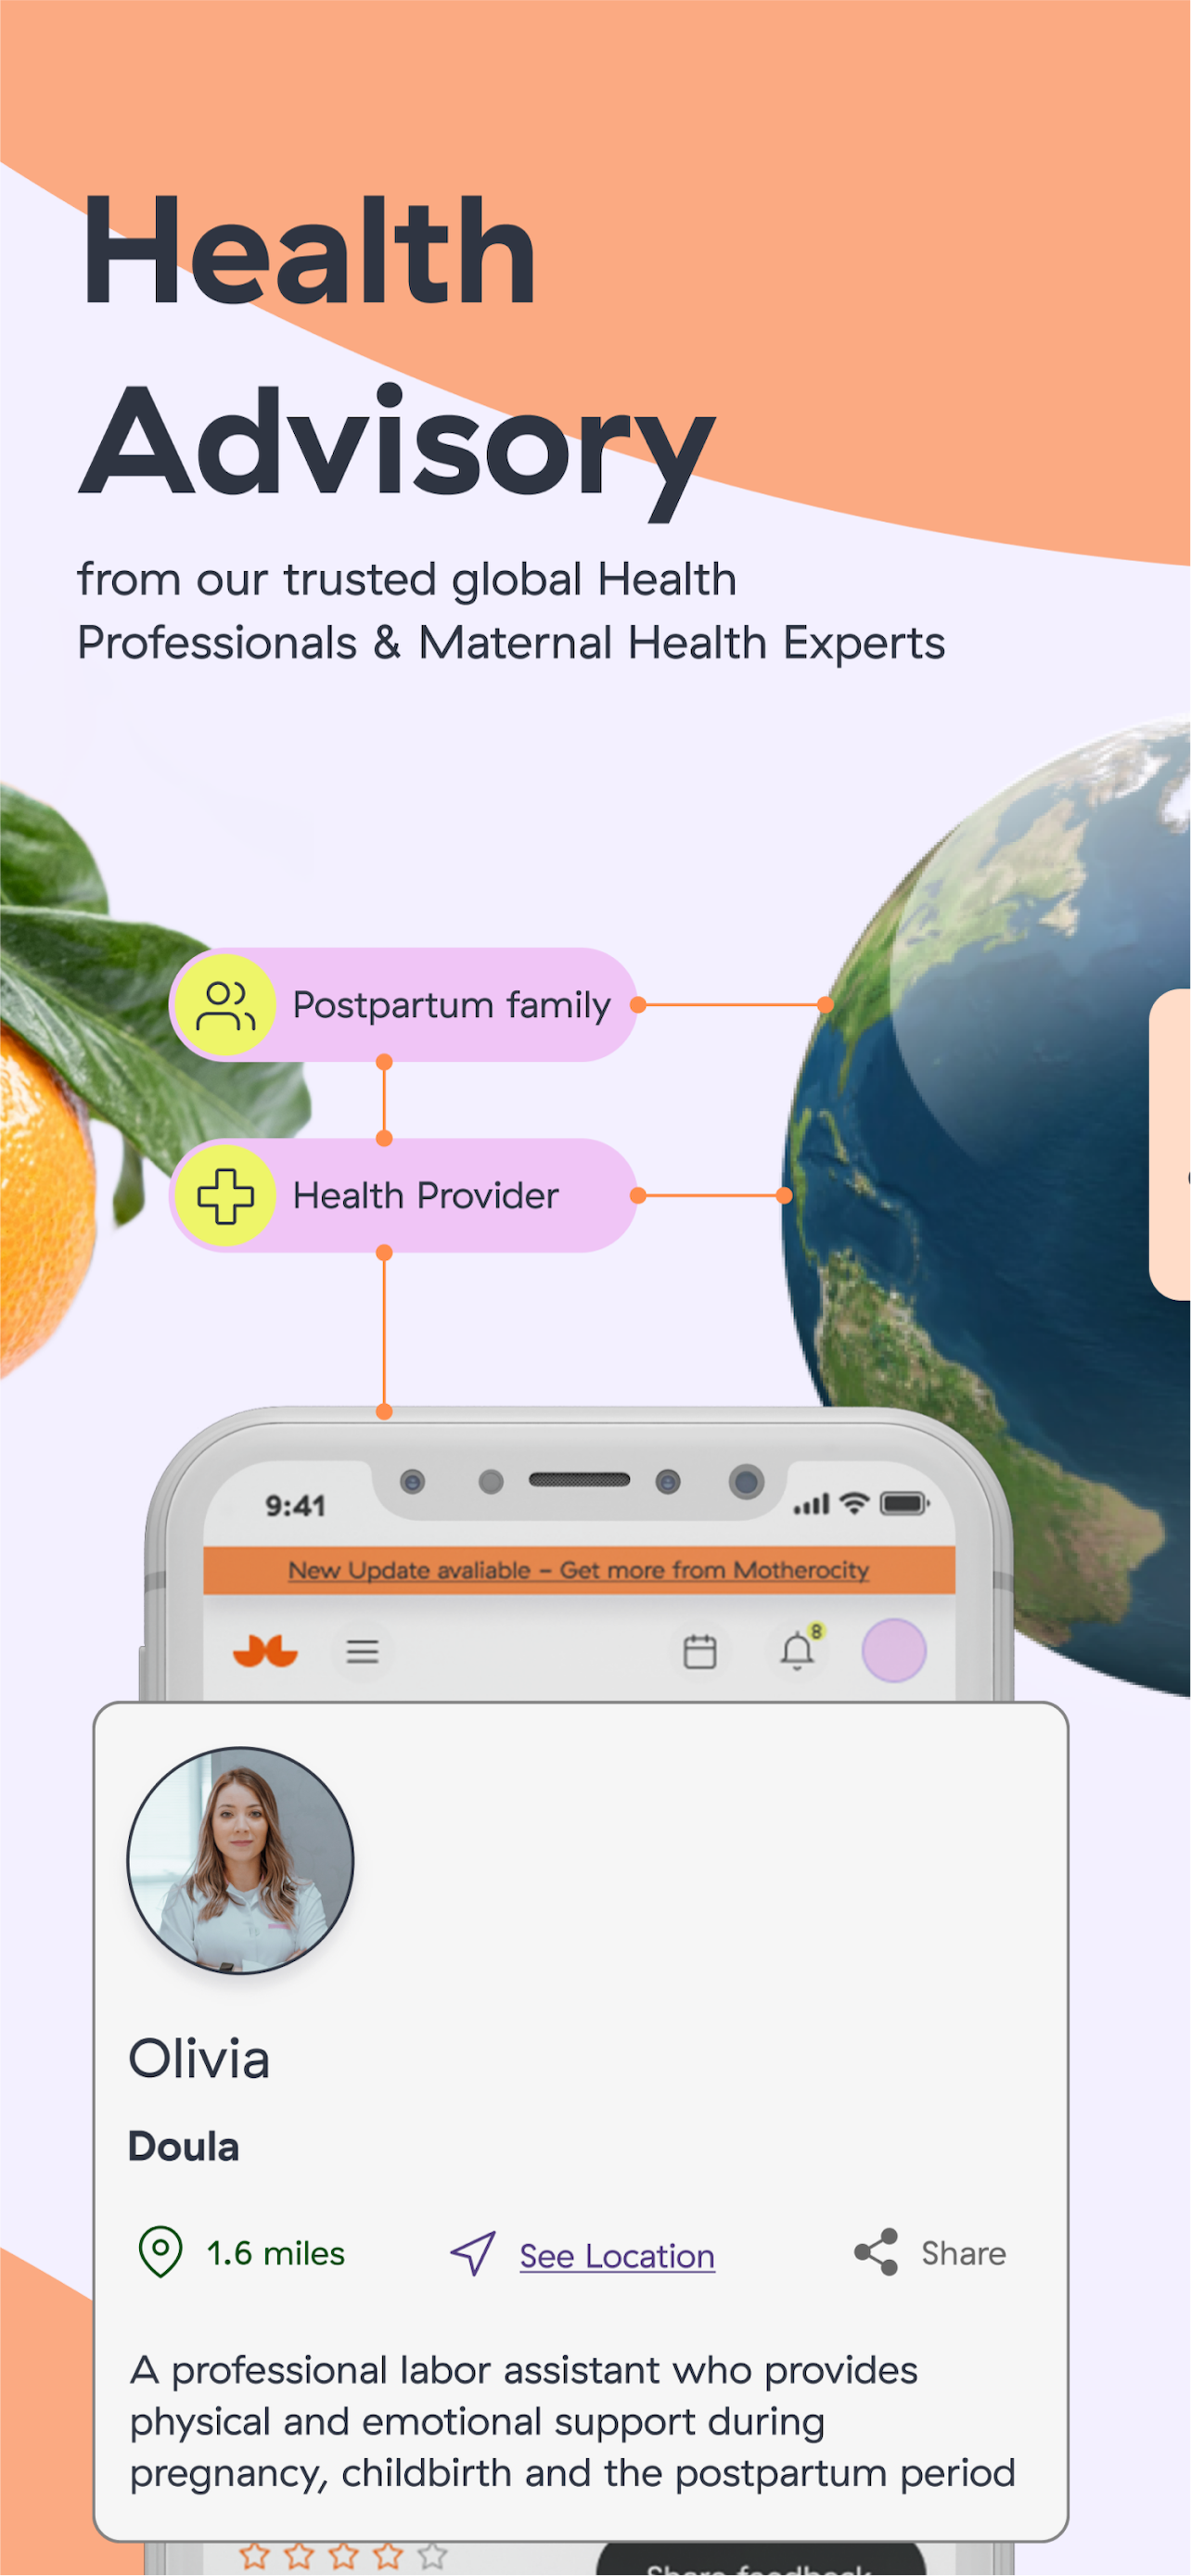 Health
Advisory
from our trusted global Health
Professionals & Maternal Health Experts
Postpartum family
Health Provider
9:41
New Update avaliable – Get more from Motherocity
8
Olivia
Doula
1.6 miles
See Location
Share
A professional labor assistant who provides
physical and emotional support during
pregnancy, childbirth and the postpartum period
Share feedback